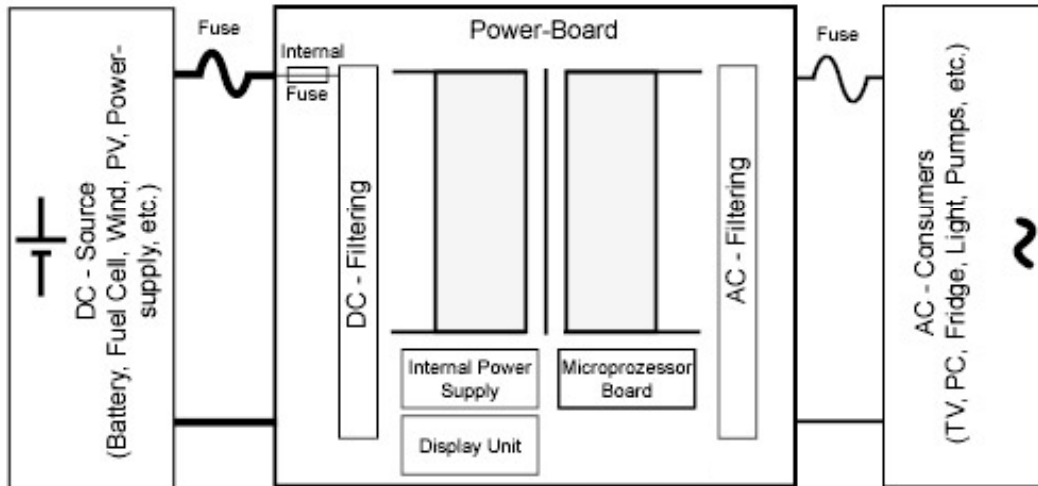 DC - Source
(Battery, Fuel Cell, Wind, PV, Power-
supply, etc.)
Fuse
Power-Board
Internal
Fuse
DC - Filtering
Internal Power
Supply
Display Unit
Microprozessor
Board
AC - Filtering
Fuse
AC - Consumers
(TV, PC, Fridge, Light, Pumps, etc.)